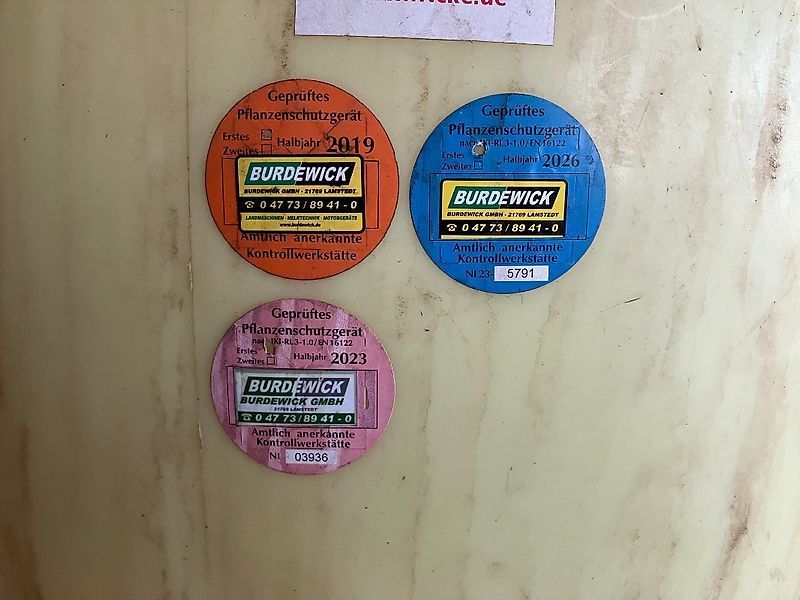 Geprüftes
Pflanzenschutzgerät
Erstes
Zweites
Halbjahr 2019
BURDEWICK
BURDEWICK GMBH - 21769 LAMSTEDT
☎ 0 47 73 / 89 41 - 0
LANDMASCHINEN - MELKTECHNIK - MOTORGERÄTE
www.burdewick.de
Amtlich anerkannte
Kontrollwerkstätte
Geprüftes
Pflanzenschutzgerät
JKI-RL3-1.0/EN 16122
Erstes
Zweites
Halbjahr 2026
BURDEWICK
BURDEWICK GMBH - 21769 LAMSTEDT
☎ 0 47 73 / 89 41 - 0
Amtlich anerkannte
Kontrollwerkstätte
NI 23- 5791
Geprüftes
Pflanzenschutzgerät
JKI-RL3-1.0/EN 16122
Erstes
Zweites
Halbjahr 2023
BURDEWICK
BURDEWICK GMBH
21769 LAMSTEDT
☎ 0 47 73 / 89 41 - 0
Amtlich anerkannte
Kontrollwerkstätte
NI 03936